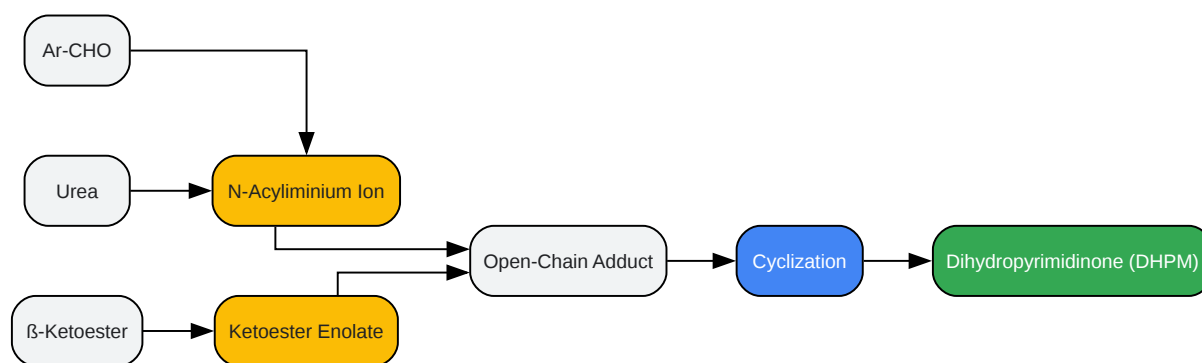 Ar-CHO
Urea
N-Acyliminium Ion
Open-Chain Adduct
Cyclization
Dihydropyrimidinone (DHPM)
ß-Ketoester
Ketoester Enolate